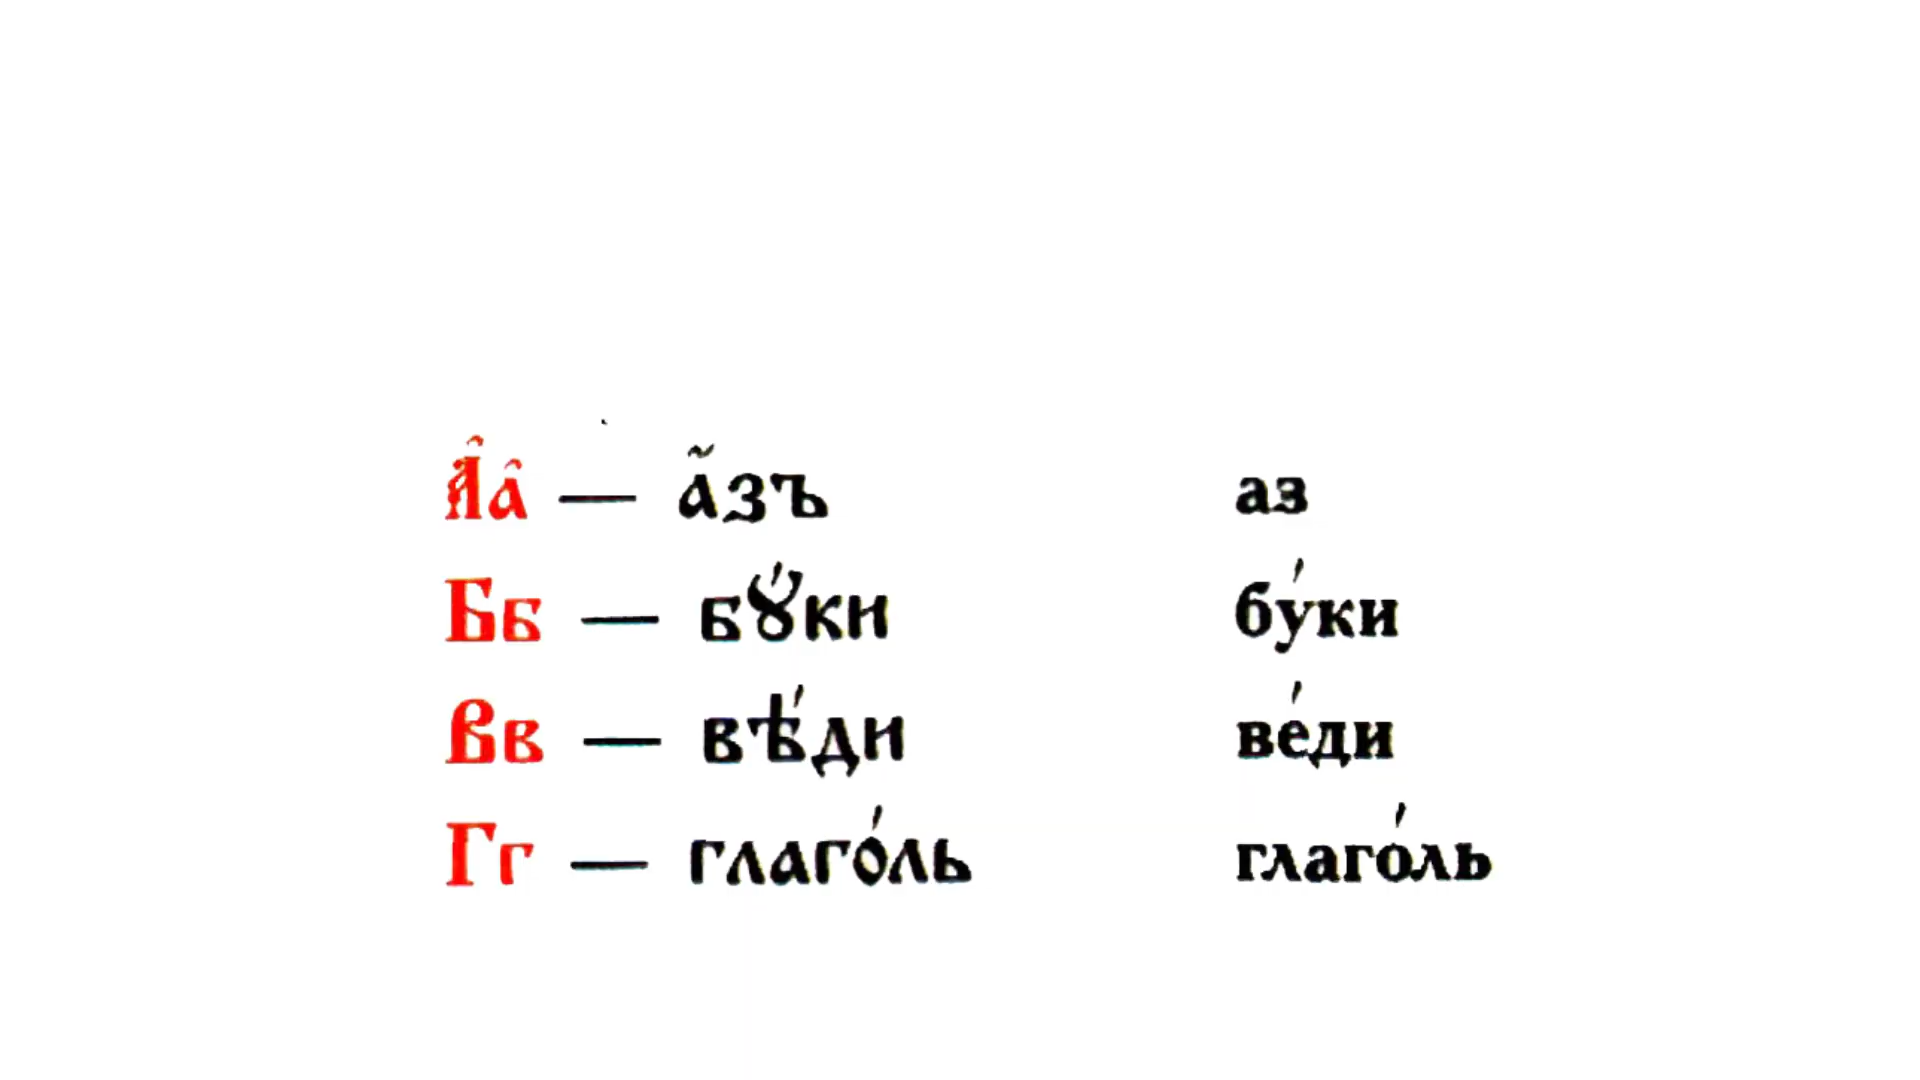 А҆а҆ — а҆́зъ аз
Бб — бꙋ́ки бу́ки
Вв — вѣ́ди ве́ди
Гг — глаго́ль глаго́ль